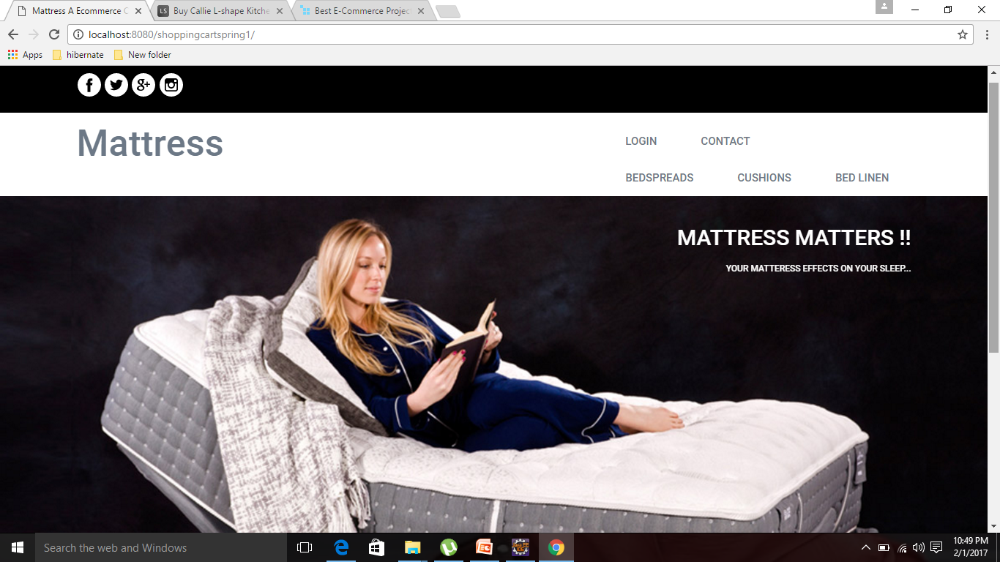 Mattress A Ecommerce C
LS Buy Callie L-shape Kitche
Best E-Commerce Projec
localhost:8080/shoppingcartspring1/
Apps hibernate New folder
f g+
Mattress
LOGIN CONTACT
BEDSPREADS CUSHIONS BED LINEN
MATTRESS MATTERS !!
YOUR MATTERESS EFFECTS ON YOUR SLEEP...
Search the web and Windows
10:49 PM
2/1/2017